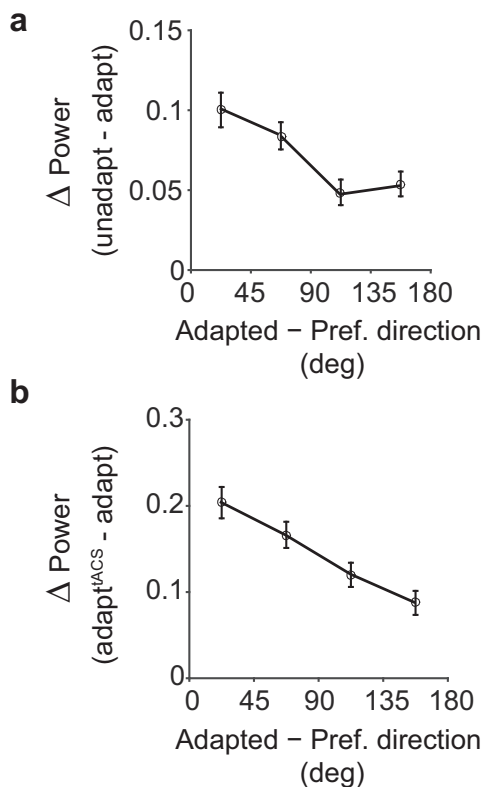 a
Δ Power
(unadapt - adapt)
0.15
0.1
0.05
0
0 45 90 135 180
Adapted − Pref. direction
(deg)
b
Δ Power
(adapt^tACS - adapt)
0.3
0.2
0.1
0
0 45 90 135 180
Adapted − Pref. direction
(deg)